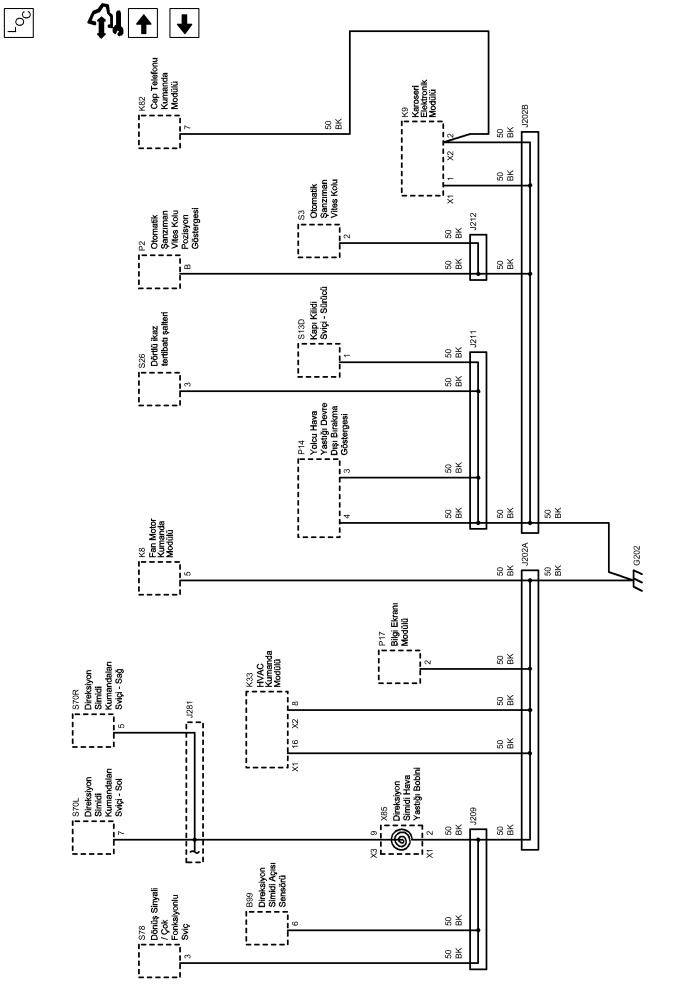 LOC
K82
Cep Telefonu
Kumanda
Modülü
7
50
BK
K9
Karoseri
Elektronik
Modülü
2
X2
1
X1
50
BK
50
BK
J202B
P2
Otomatik
Şanzıman
Vites Kolu
Pozisyon
Göstergesi
B
S3
Otomatik
Şanzıman
Vites Kolu
2
50
BK
50
BK
J212
50
BK
S26
Dörtlü ikaz
tertibatı şalteri
3
S13D
Kapı Kilidi
Sviçi - Sürücü
1
50
BK
50
BK
J211
P14
Yolcu Hava
Yastığı Devre
Dışı Bırakma
Göstergesi
3
4
50
BK
50
BK
50
BK
50
BK
K8
Fan Motor
Kumanda
Modülü
5
50
BK
J202A
50
BK
G202
P17
Bilgi Ekranı
Modülü
2
50
BK
K33
HVAC
Kumanda
Modülü
8
X2
16
X1
50
BK
50
BK
S70R
Direksiyon
Simidi
Kumandaları
Sviçi - Sağ
5
J281
S70L
Direksiyon
Simidi
Kumandaları
Sviçi - Sol
7
9
X3
X85
Direksiyon
Simidi Hava
Yastığı Bobini
2
X1
50
BK
J209
50
BK
B99
Direksiyon
Simidi Açısı
Sensörü
6
50
BK
S78
Dönüş Sinyali
/ Çok
Fonksiyonlu
Sviç
3
50
BK